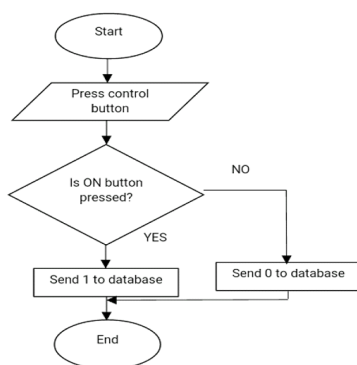 Start
Press control
button
Is ON button
pressed?
NO
YES
Send 1 to database
Send 0 to database
End